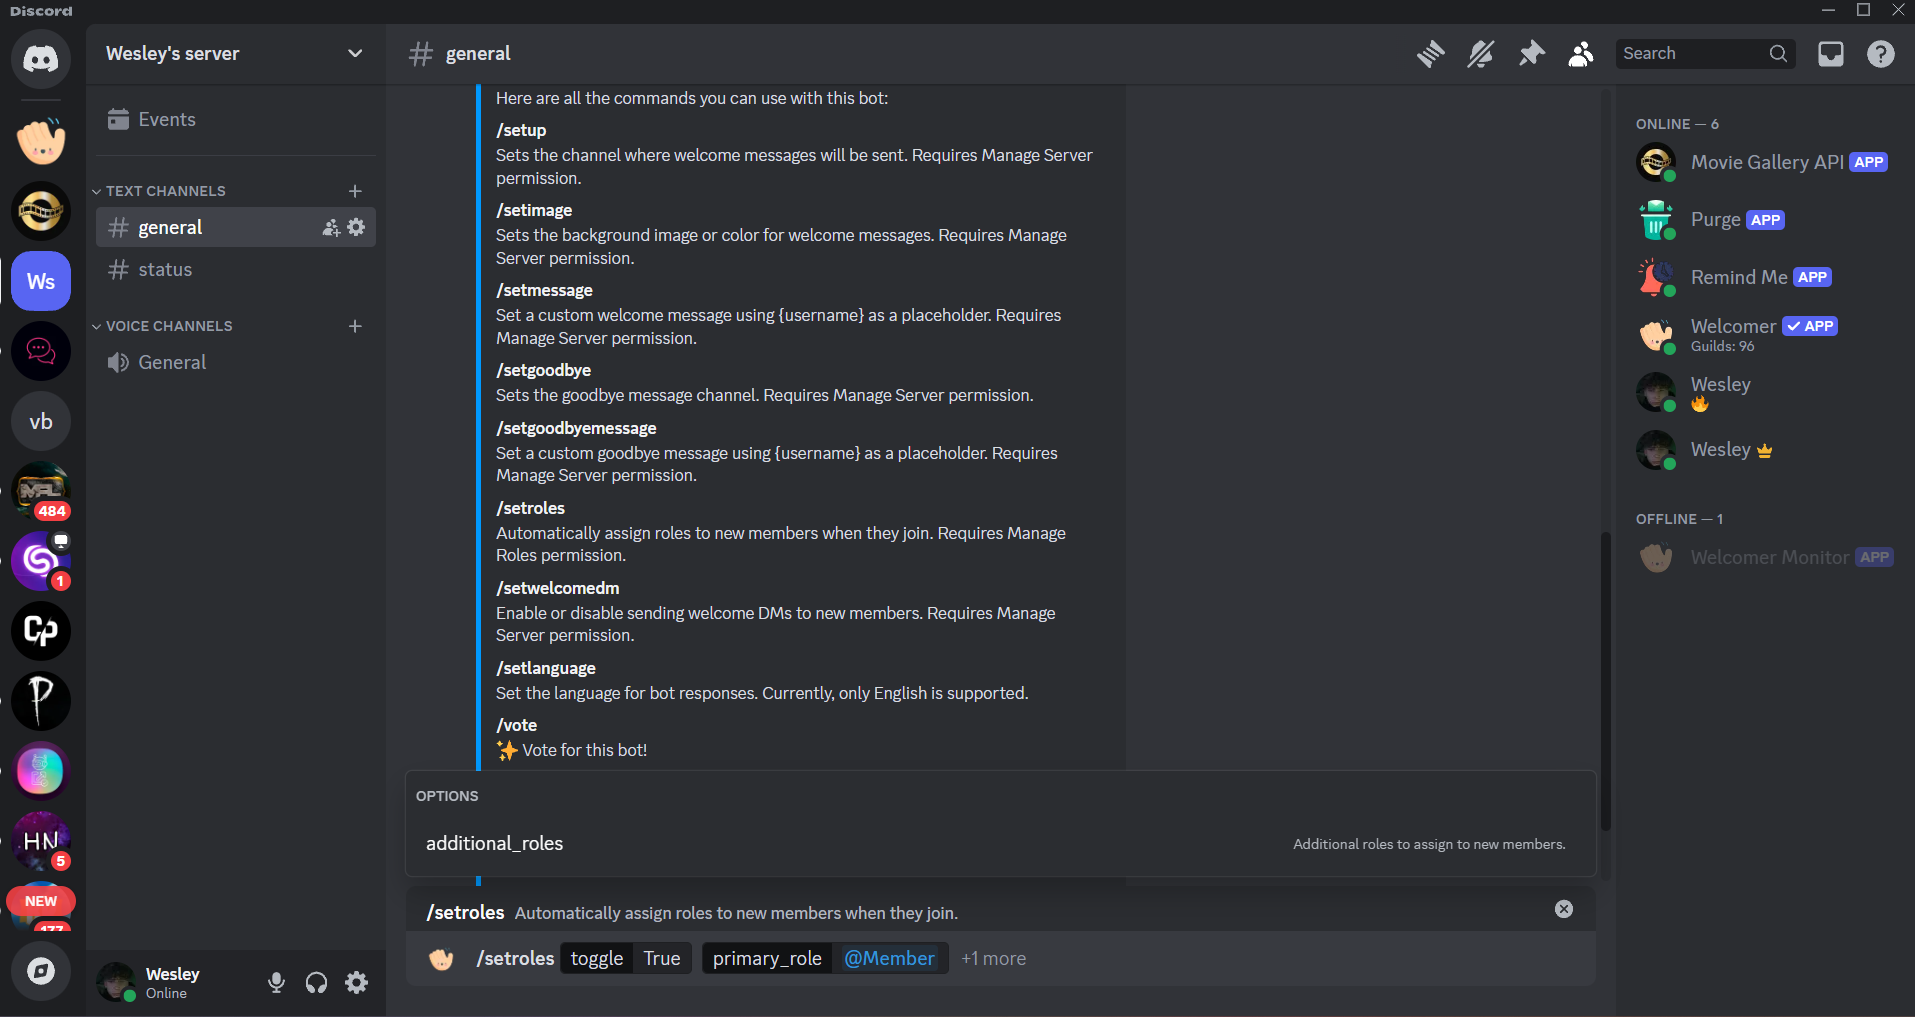 Discord
Wesley's server
general
Search
Events
TEXT CHANNELS
general
status
VOICE CHANNELS
General
Ws
vb
MFL
484
1
CP
P
HN
5
NEW
177
Here are all the commands you can use with this bot:
/setup
Sets the channel where welcome messages will be sent. Requires Manage Server
permission.
/setimage
Sets the background image or color for welcome messages. Requires Manage
Server permission.
/setmessage
Set a custom welcome message using {username} as a placeholder. Requires
Manage Server permission.
/setgoodbye
Sets the goodbye message channel. Requires Manage Server permission.
/setgoodbyemessage
Set a custom goodbye message using {username} as a placeholder. Requires
Manage Server permission.
/setroles
Automatically assign roles to new members when they join. Requires Manage
Roles permission.
/setwelcomedm
Enable or disable sending welcome DMs to new members. Requires Manage
Server permission.
/setlanguage
Set the language for bot responses. Currently, only English is supported.
/vote
✨ Vote for this bot!
OPTIONS
additional_roles Additional roles to assign to new members.
/setroles Automatically assign roles to new members when they join.
/setroles toggle True primary_role @Member +1 more
Wesley
Online
ONLINE — 6
Movie Gallery API APP
Purge APP
Remind Me APP
Welcomer ✓ APP
Guilds: 96
Wesley
🔥
Wesley
OFFLINE — 1
Welcomer Monitor APP